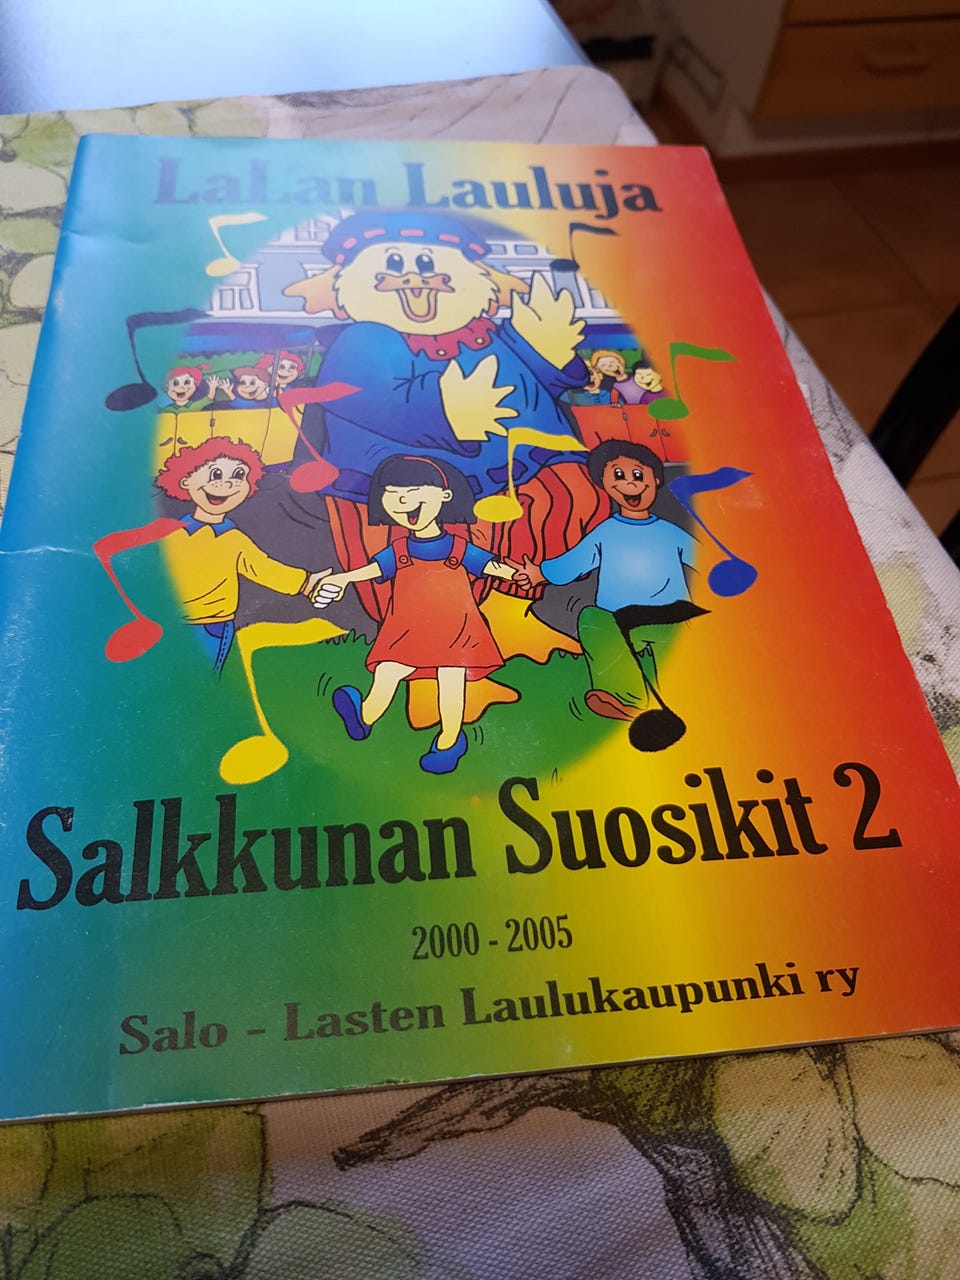 LaLan Lauluja
Salkkunan Suosikit 2
2000 - 2005
Salo - Lasten Laulukaupunki ry